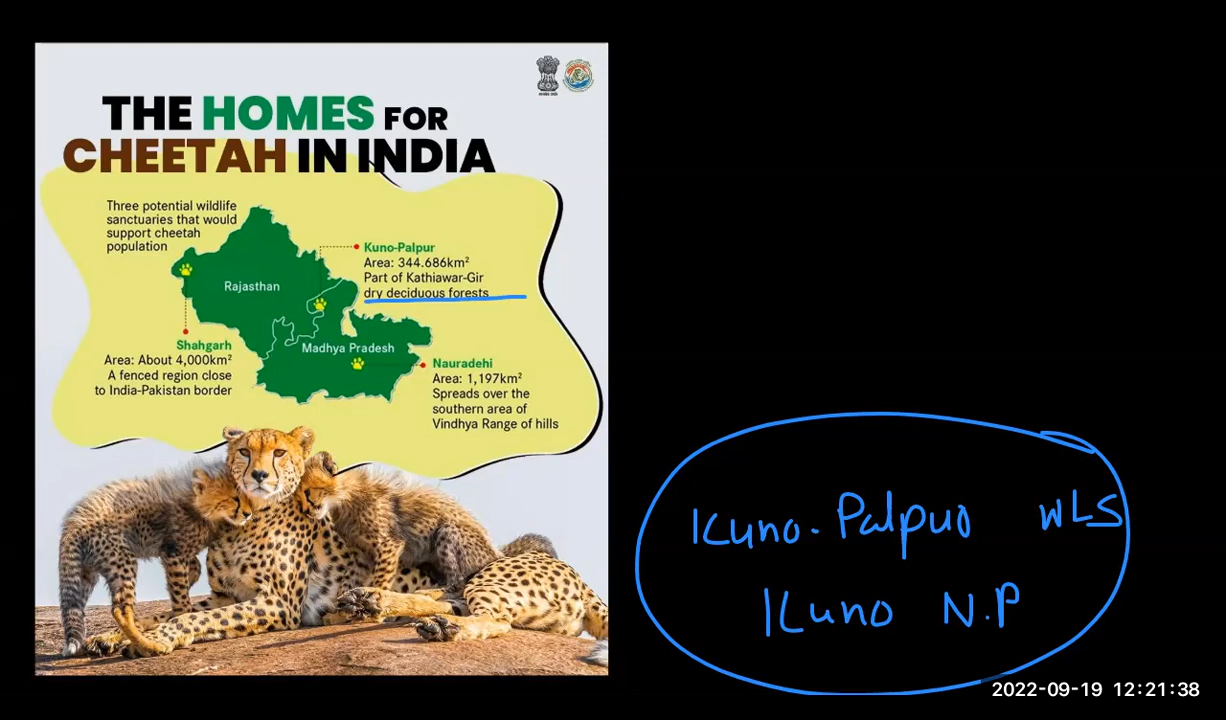 THE HOMES FOR
CHEETAH IN INDIA
Three potential wildlife
sanctuaries that would
support cheetah
population
Kuno-Palpur
Area: 344.686km²
Part of Kathiawar-Gir
dry deciduous forests
Rajasthan
Shahgarh
Area: About 4,000km²
A fenced region close
to India-Pakistan border
Madhya Pradesh
Nauradehi
Area: 1,197km²
Spreads over the
southern area of
Vindhya Range of hills
Kuno-Palpur WLS
Kuno N.P
2022-09-19 12:21:38